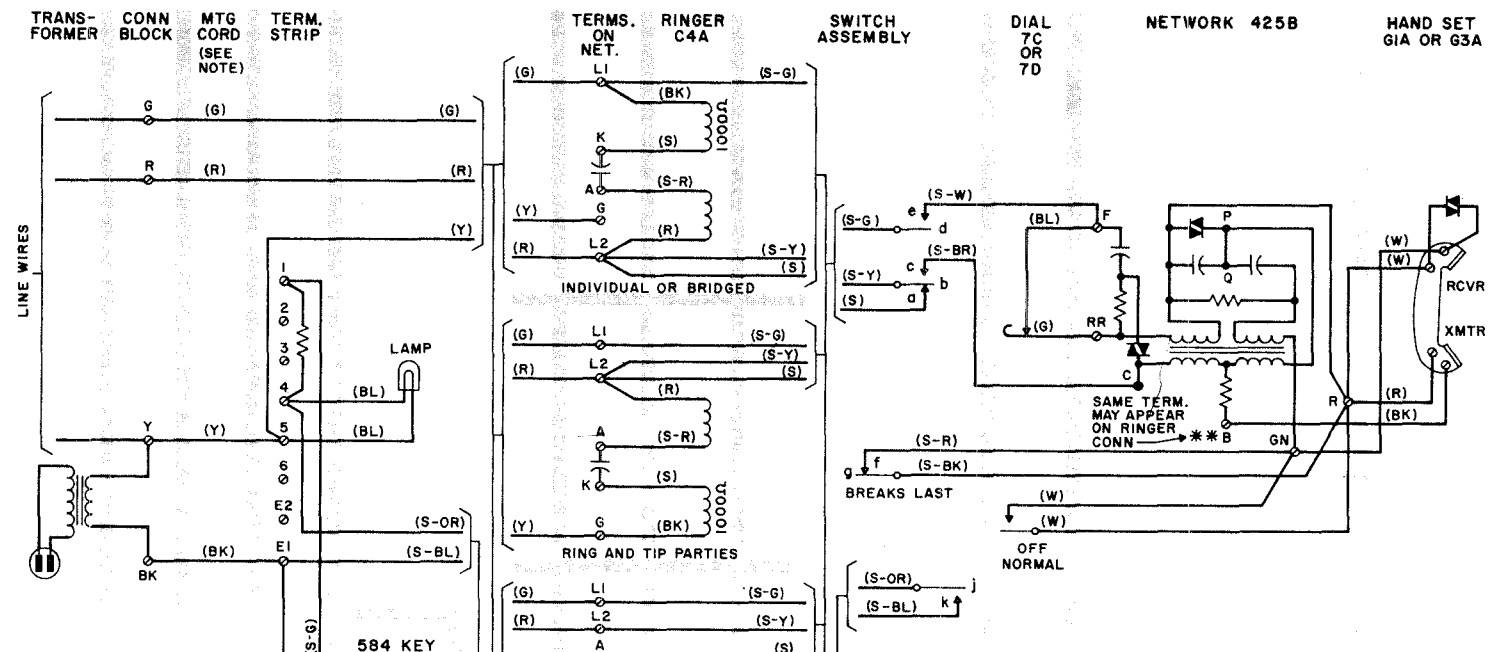 TRANS-
FORMER
CONN
BLOCK
MTG
CORD
(SEE
NOTE)
TERM.
STRIP
TERMS.
ON
NET.
RINGER
C4A
SWITCH
ASSEMBLY
DIAL
7C
OR
7D
NETWORK 425B
HAND SET
G1A OR G3A
LINE WIRES
G
(G)
(G)
R
(R)
(R)
(Y)
1
2
3
4
5
6
E2
E1
LAMP
(BL)
(BL)
Y
(Y)
BK
(BK)
(S-OR)
(S-BL)
(S-G)
584 KEY
(G)
L1
(S-G)
(BK)
1000Ω
K
(S)
A
(S-R)
(Y)
G
(R)
(R)
L2
(S-Y)
(S)
INDIVIDUAL OR BRIDGED
(G)
L1
(S-G)
(S-Y)
(R)
L2
(S)
(R)
A
(S-R)
K
(S)
1000Ω
(Y)
G
(BK)
RING AND TIP PARTIES
(G)
L1
(S-G)
(R)
L2
(S-Y)
A
(S)
(S-W)
e
(S-G)
d
(S-BR)
c
(S-Y)
b
a
(S)
(S-R)
g
f
(S-BK)
BREAKS LAST
(S-OR)
j
(S-BL)
k
(BL)
F
(G)
RR
C
SAME TERM.
MAY APPEAR
ON RINGER
CONN
** B
P
Q
GN
R
(W)
(W)
OFF
NORMAL
(W)
(W)
RCVR
XMTR
(R)
(BK)